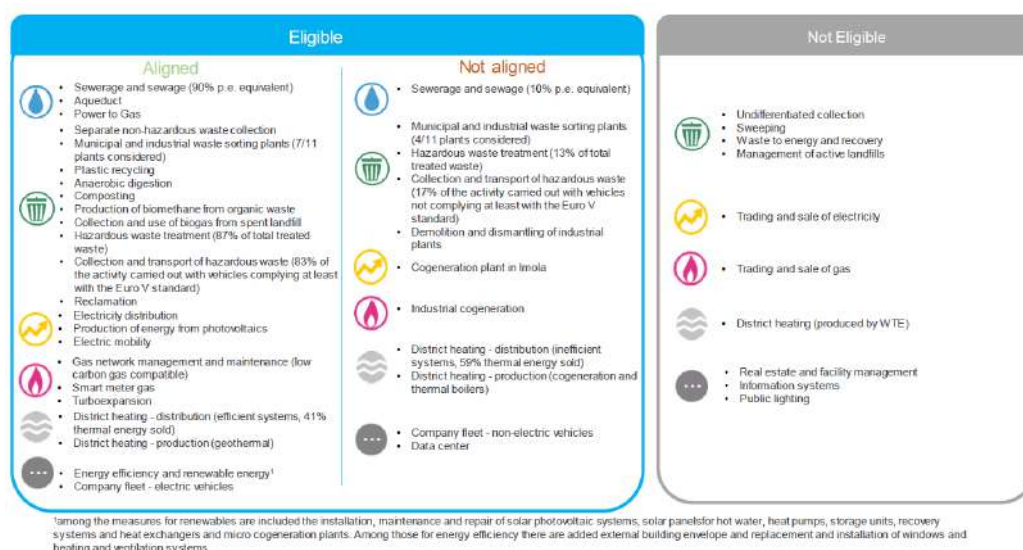 Eligible
Aligned
• Sewerage and sewage (90% p.e. equivalent)
• Aqueduct
• Power to Gas
• Separate non-hazardous waste collection
• Municipal and industrial waste sorting plants (7/11
plants considered)
• Plastic recycling
• Anaerobic digestion
• Composting
• Production of biomethane from organic waste
• Collection and use of biogas from spent landfill
• Hazardous waste treatment (87% of total treated
waste)
• Collection and transport of hazardous waste (83% of
the activity carried out with vehicles complying at least
with the Euro V standard)
• Reclamation
• Electricity distribution
• Production of energy from photovoltaics
• Electric mobility
• Gas network management and maintenance (low
carbon gas compatible)
• Smart meter gas
• Turboexpansion
• District heating - distribution (efficient systems, 41%
thermal energy sold)
• District heating - production (geothermal)
• Energy efficiency and renewable energy¹
• Company fleet - electric vehicles
Not aligned
• Sewerage and sewage (10% p.e. equivalent)
• Municipal and industrial waste sorting plants
(4/11 plants considered)
• Hazardous waste treatment (13% of total
treated waste)
• Collection and transport of hazardous waste
(17% of the activity carried out with vehicles
not complying at least with the Euro V
standard)
• Demolition and dismantling of industrial
plants
• Cogeneration plant in Imola
• Industrial cogeneration
• District heating - distribution (inefficient
systems, 59% thermal energy sold)
• District heating - production (cogeneration and
thermal boilers)
• Company fleet - non-electric vehicles
• Data center
Not Eligible
• Undifferentiated collection
• Sweeping
• Waste to energy and recovery
• Management of active landfills
• Trading and sale of electricity
• Trading and sale of gas
• District heating (produced by WTE)
• Real estate and facility management
• Information systems
• Public lighting
¹among the measures for renewables are included the installation, maintenance and repair of solar photovoltaic systems, solar panelsfor hot water, heat pumps, storage units, recovery
systems and heat exchangers and micro cogeneration plants. Among those for energy efficiency there are added external building envelope and replacement and installation of windows and
heating and ventilation systems